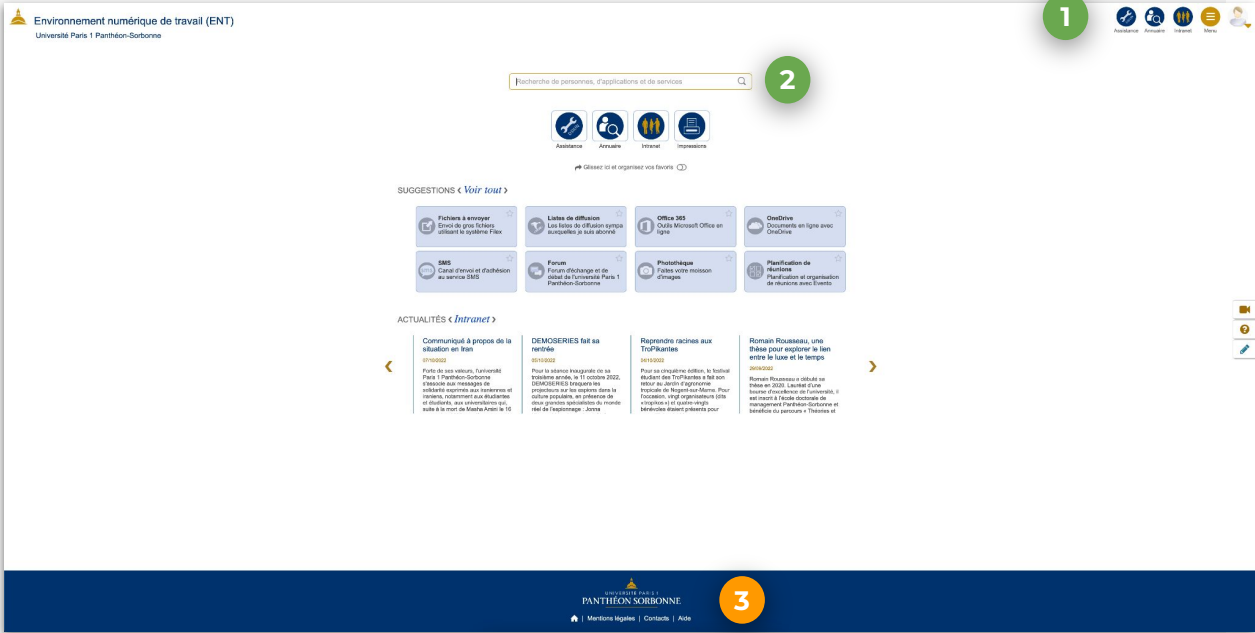 Environnement numérique de travail (ENT)
Université Paris 1 Panthéon-Sorbonne
1
Assistance Annuaire Intranet Menu
Recherche de personnes, d'applications et de services
2
Assistance Annuaire Intranet Impressions
Glissez ici et organisez vos favoris
SUGGESTIONS < Voir tout >
Fichiers à envoyer
Envoi de gros fichiers
utilisant le système Filex
Listes de diffusion
Les listes de diffusion sympa
auxquelles je suis abonné
Office 365
Outils Microsoft Office en
ligne
OneDrive
Documents en ligne avec
OneDrive
SMS
Canal d'envoi et d'adhésion
au service SMS
Forum
Forum d'échange et de
débat de l'université Paris 1
Panthéon-Sorbonne
Photothèque
Faites votre moisson
d'images
Planification de
réunions
Planification et organisation
de réunions avec Evento
ACTUALITÉS < Intranet >
Communiqué à propos de la
situation en Iran
07/10/2022
Forte de ses valeurs, l'université
Paris 1 Panthéon-Sorbonne
s'associe aux messages de
solidarité exprimés aux iraniennes et
iraniens, notamment aux étudiantes
et étudiants, aux universitaires qui,
suite à la mort de Masha Amini le 16
DEMOSERIES fait sa
rentrée
05/10/2022
Pour la séance inaugurale de sa
troisième année, le 11 octobre 2022,
DEMOSERIES braquera les
projecteurs sur les espions dans la
culture populaire, en présence de
deux grandes spécialistes du monde
réel de l'espionnage : Jonna
Reprendre racines aux
TroPikantes
04/10/2022
Pour sa cinquième édition, le festival
étudiant des TroPikantes a fait son
retour au Jardin d'agronomie
tropicale de Nogent-sur-Marne. Pour
l'occasion, vingt organisateurs (dits
« tropikos ») et quatre-vingts
bénévoles étaient présents pour
Romain Rousseau, une
thèse pour explorer le lien
entre le luxe et le temps
29/09/2022
Romain Rousseau a débuté sa
thèse en 2020. Lauréat d'une
bourse d'excellence de l'université, il
est inscrit à l'école doctorale de
management Panthéon-Sorbonne et
bénéficie du parcours « Théories et
UNIVERSITÉ PARIS 1
PANTHÉON SORBONNE
3
| Mentions légales | Contacts | Aide